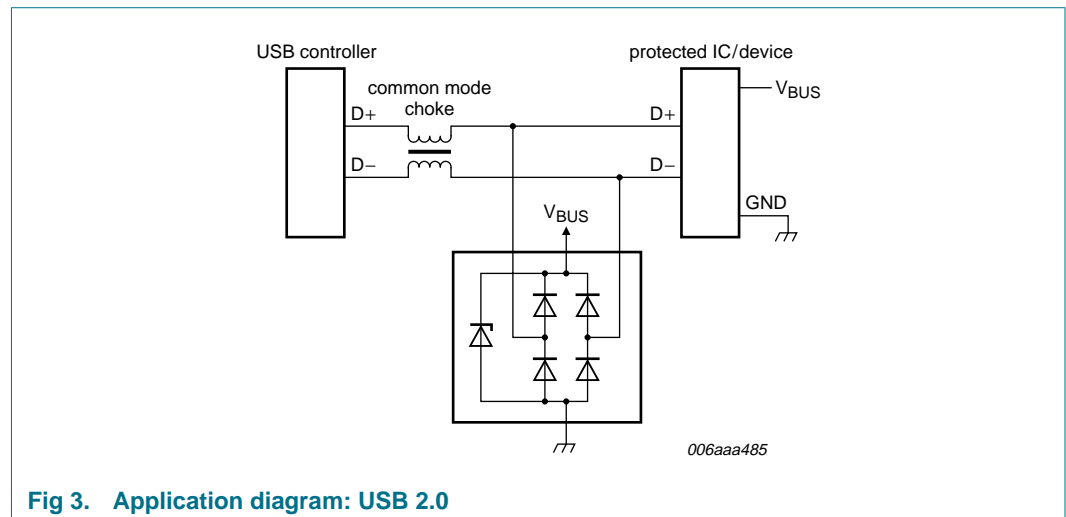 USB controller
protected IC/device
common mode
choke
VBUS
D+
D+
D−
D−
VBUS
GND
006aaa485
Fig 3. Application diagram: USB 2.0